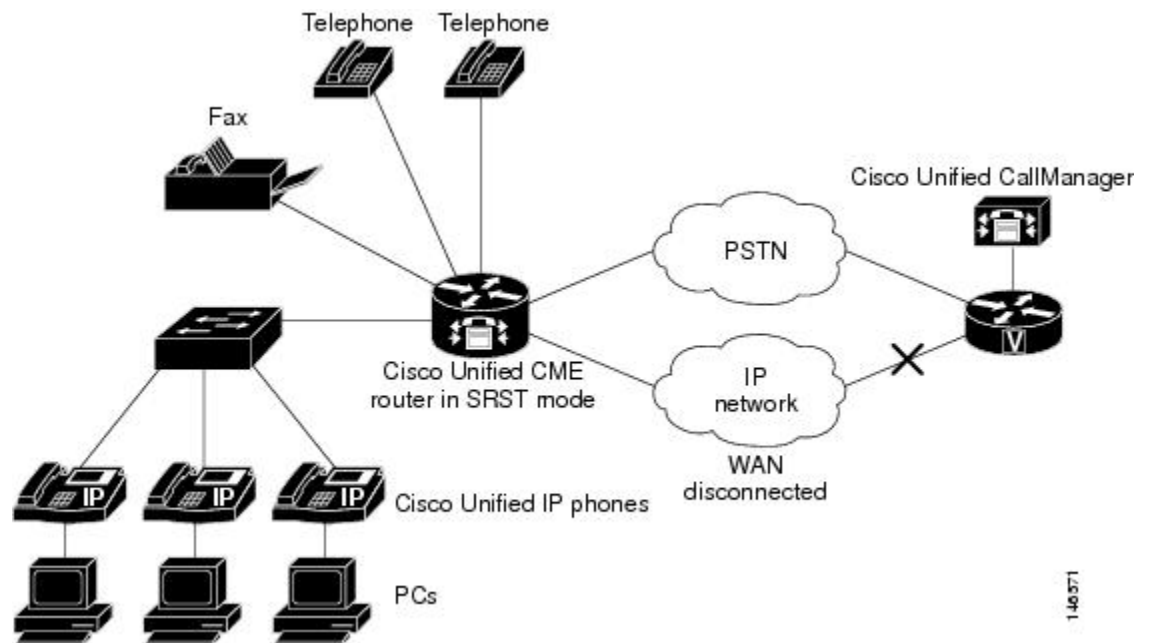 Telephone
Telephone
Fax
Cisco Unified CallManager
PSTN
V
Cisco Unified CME
router in SRST mode
IP
network
WAN
disconnected
IP
IP
IP
Cisco Unified IP phones
PCs
146571